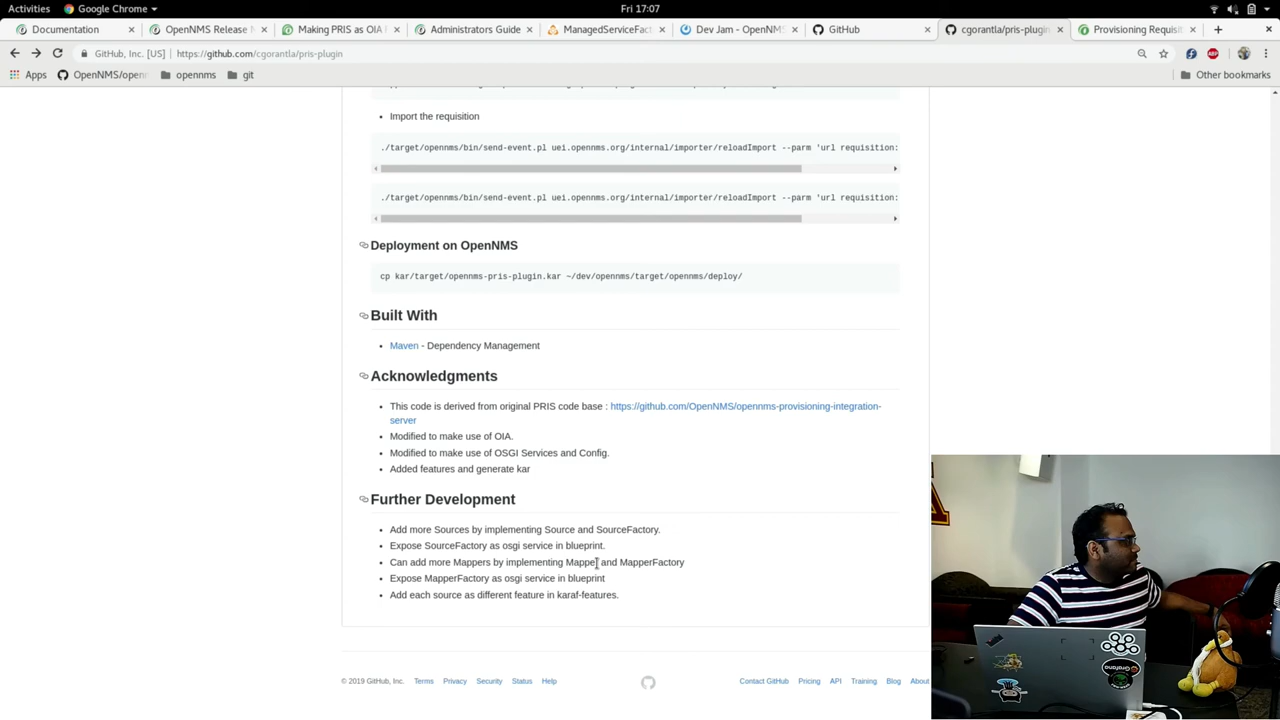 Activities Google Chrome Fri 17:07
Documentation OpenNMS Release N Making PRIS as OIA Administrators Guide ManagedServiceFac Dev Jam - OpenNM GitHub cgorantla/pris-plugin Provisioning Requisit
GitHub, Inc. [US] https://github.com/cgorantla/pris-plugin
Apps OpenNMS/open opennms git Other bookmarks
Import the requisition
./target/opennms/bin/send-event.pl uei.opennms.org/internal/importer/reloadImport --parm 'url requisition:
./target/opennms/bin/send-event.pl uei.opennms.org/internal/importer/reloadImport --parm 'url requisition:
Deployment on OpenNMS
cp kar/target/opennms-pris-plugin.kar ~/dev/opennms/target/opennms/deploy/
Built With
Maven - Dependency Management
Acknowledgments
This code is derived from original PRIS code base : https://github.com/OpenNMS/opennms-provisioning-integration-
server
Modified to make use of OIA.
Modified to make use of OSGI Services and Config.
Added features and generate kar
Further Development
Add more Sources by implementing Source and SourceFactory.
Expose SourceFactory as osgi service in blueprint.
Can add more Mappers by implementing Mapper and MapperFactory
Expose MapperFactory as osgi service in blueprint
Add each source as different feature in karaf-features.
© 2019 GitHub, Inc. Terms Privacy Security Status Help Contact GitHub Pricing API Training Blog About
Grafana